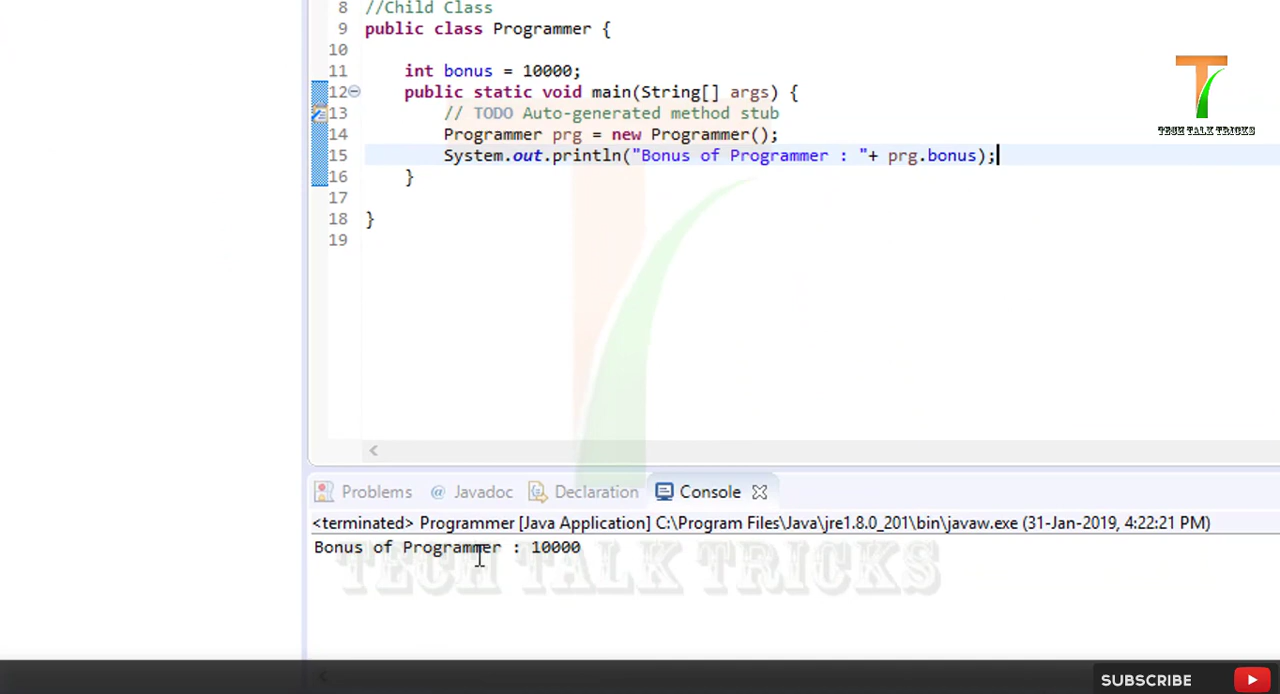 8 //Child Class
9 public class Programmer {
10
11 int bonus = 10000;
12 public static void main(String[] args) {
13 // TODO Auto-generated method stub
14 Programmer prg = new Programmer();
15 System.out.println("Bonus of Programmer : "+ prg.bonus);
16 }
17
18 }
19
TECH TALK TRICKS
Problems @ Javadoc Declaration Console
<terminated> Programmer [Java Application] C:\Program Files\Java\jre1.8.0_201\bin\javaw.exe (31-Jan-2019, 4:22:21 PM)
Bonus of Programmer : 10000
TECH TALK TRICKS
SUBSCRIBE